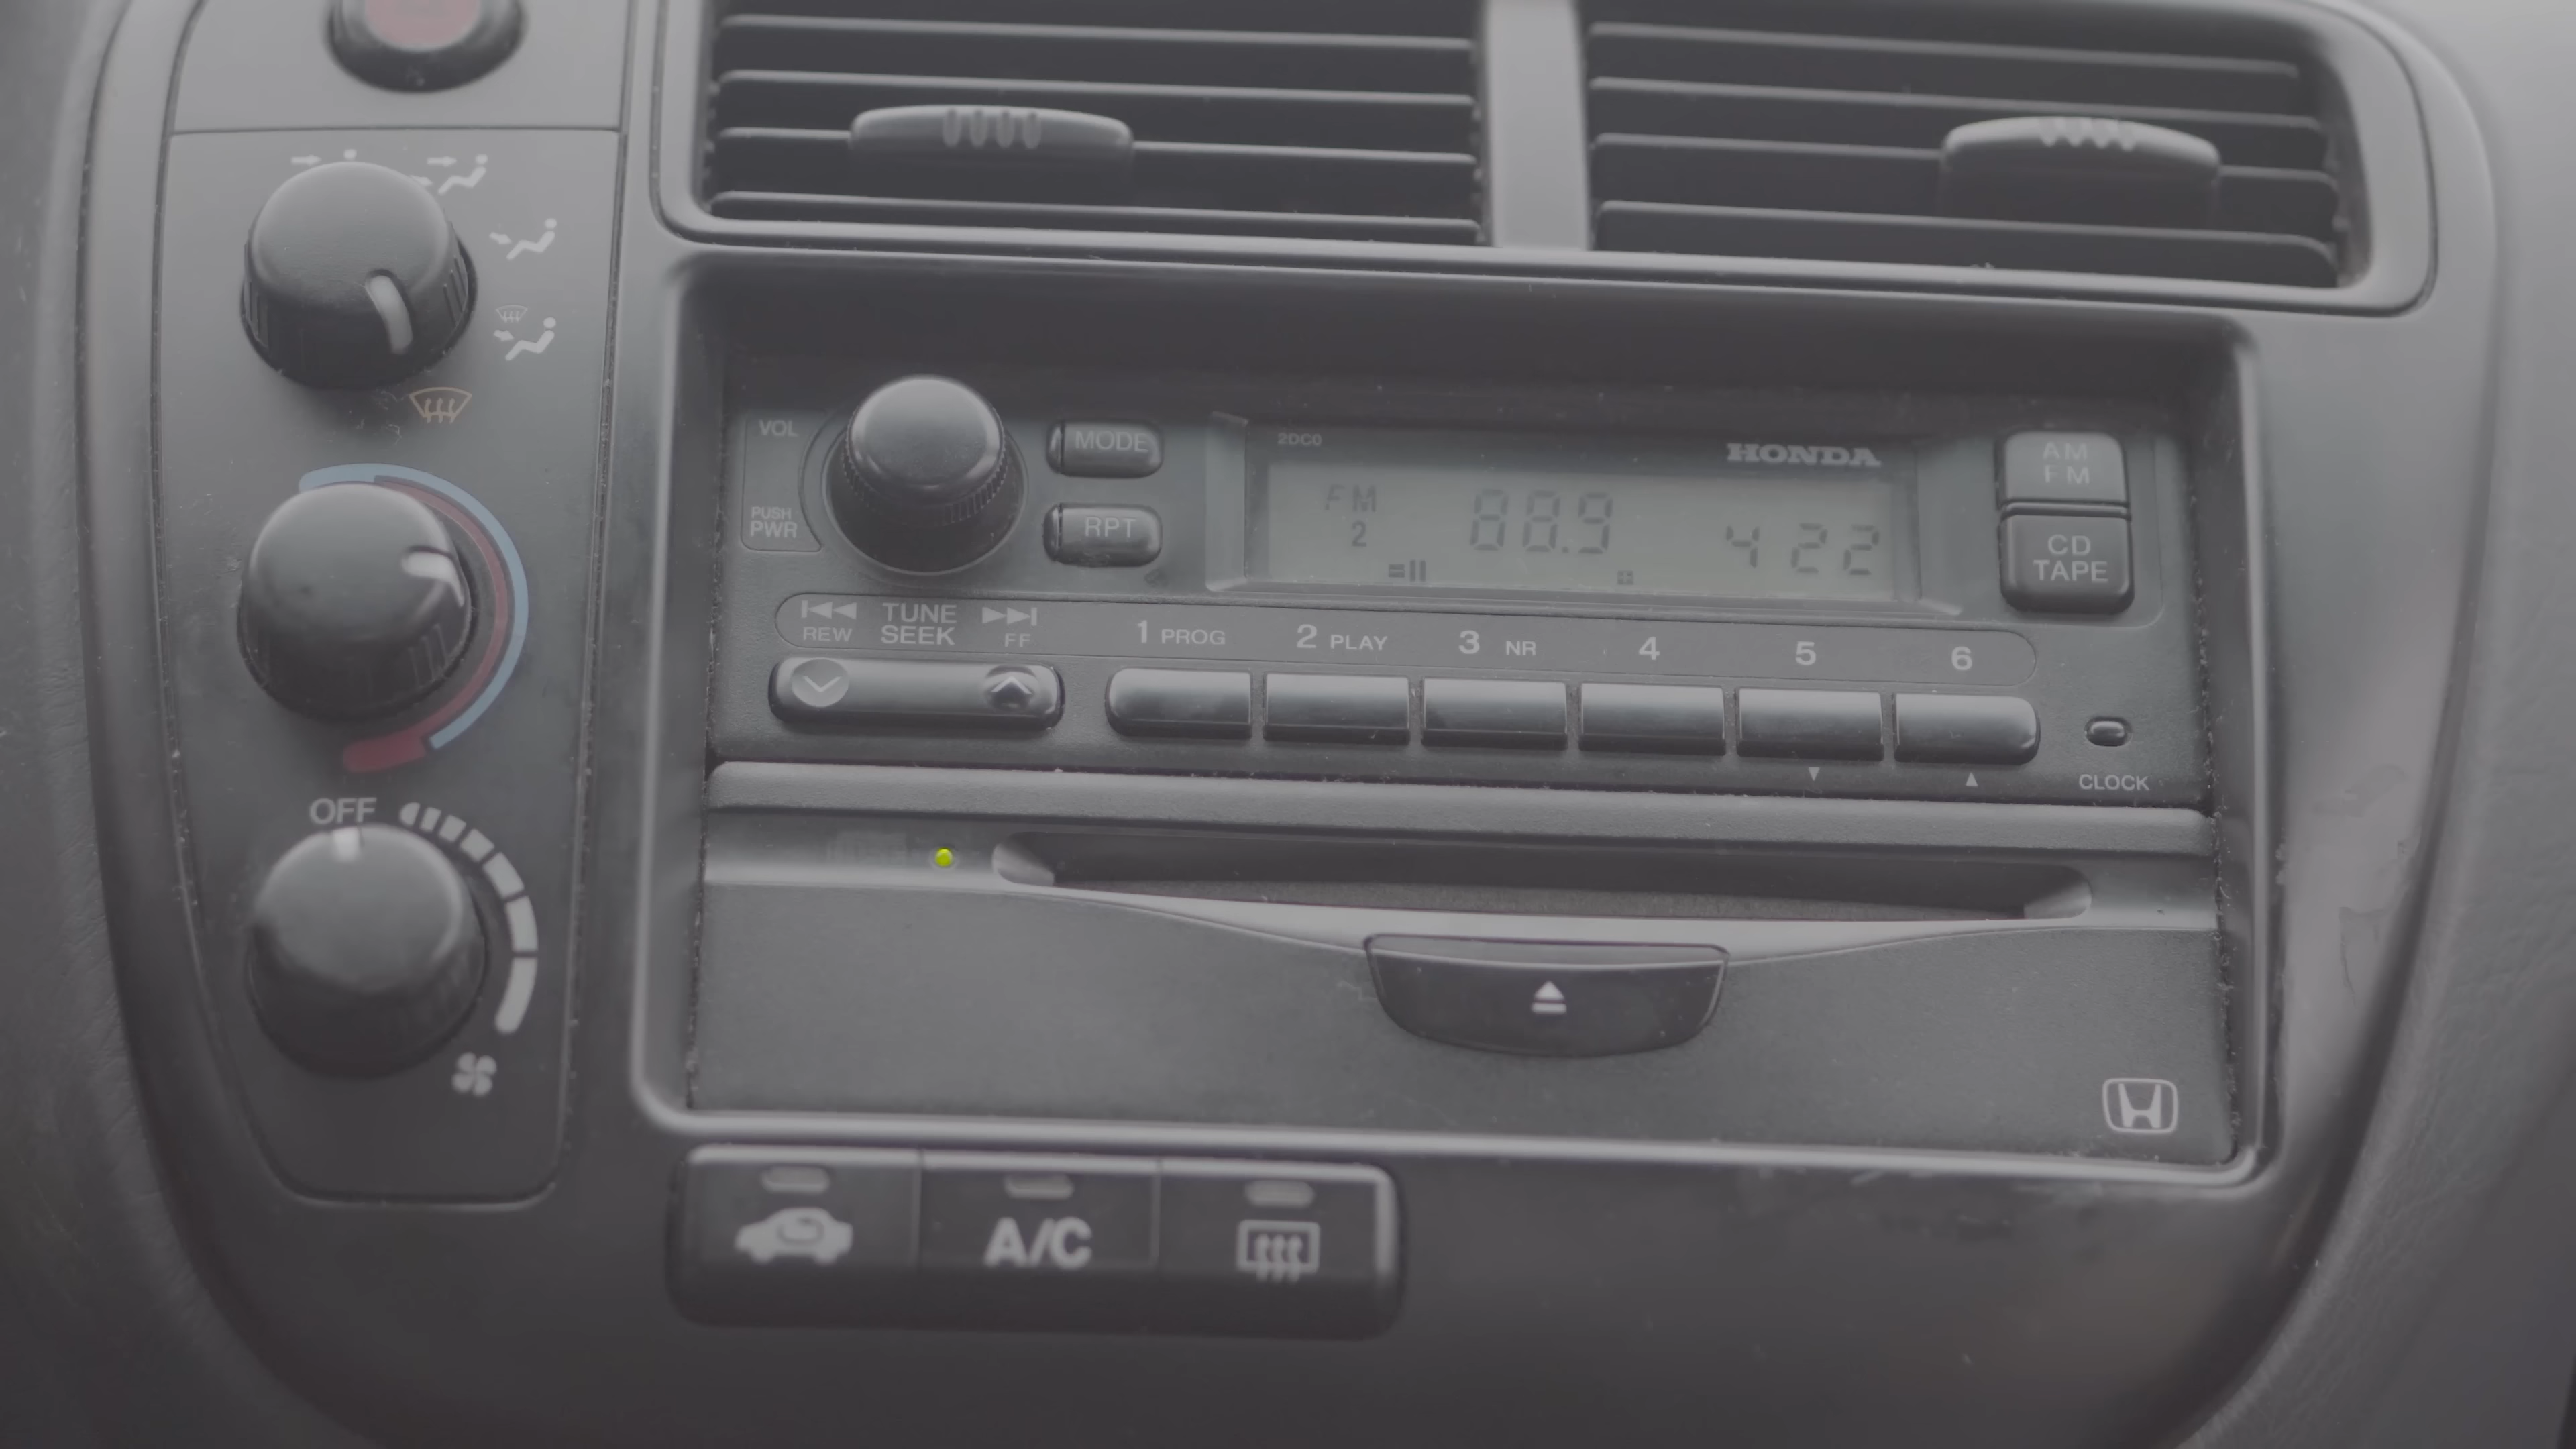 VOL
PUSH
PWR
MODE
RPT
2DC0
HONDA
FM
2
88.9
4 22
AM
FM
CD
TAPE
REW
TUNE
SEEK
FF
1 PROG
2 PLAY
3 NR
4
5
6
CLOCK
OFF
A/C